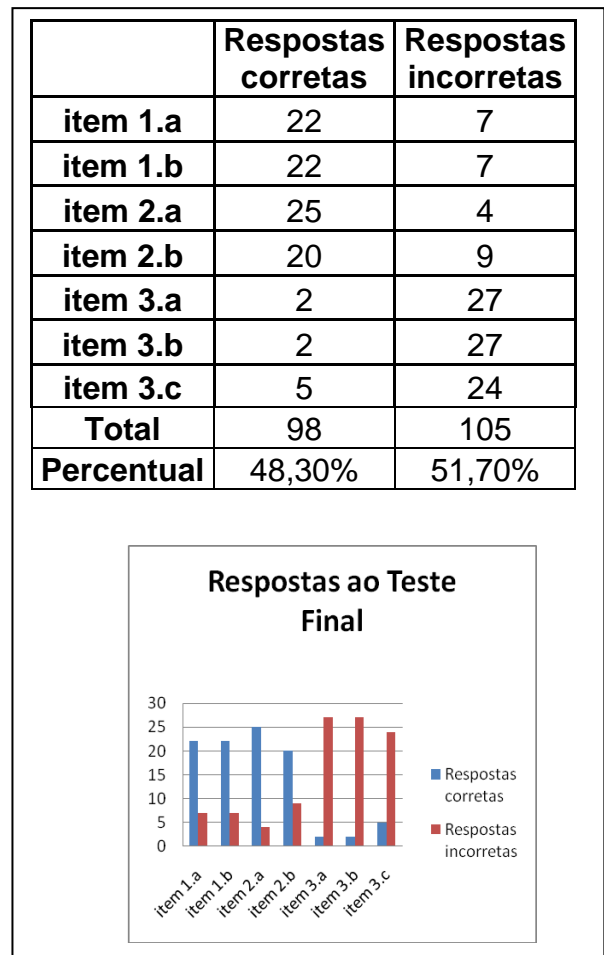 Respostas corretas Respostas incorretas
item 1.a 22 7
item 1.b 22 7
item 2.a 25 4
item 2.b 20 9
item 3.a 2 27
item 3.b 2 27
item 3.c 5 24
Total 98 105
Percentual 48,30% 51,70%
Respostas ao Teste
Final
30
25
20
15
10
5
0
item 1.a item 1.b item 2.a item 2.b item 3.a item 3.b item 3.c
Respostas
corretas
Respostas
incorretas